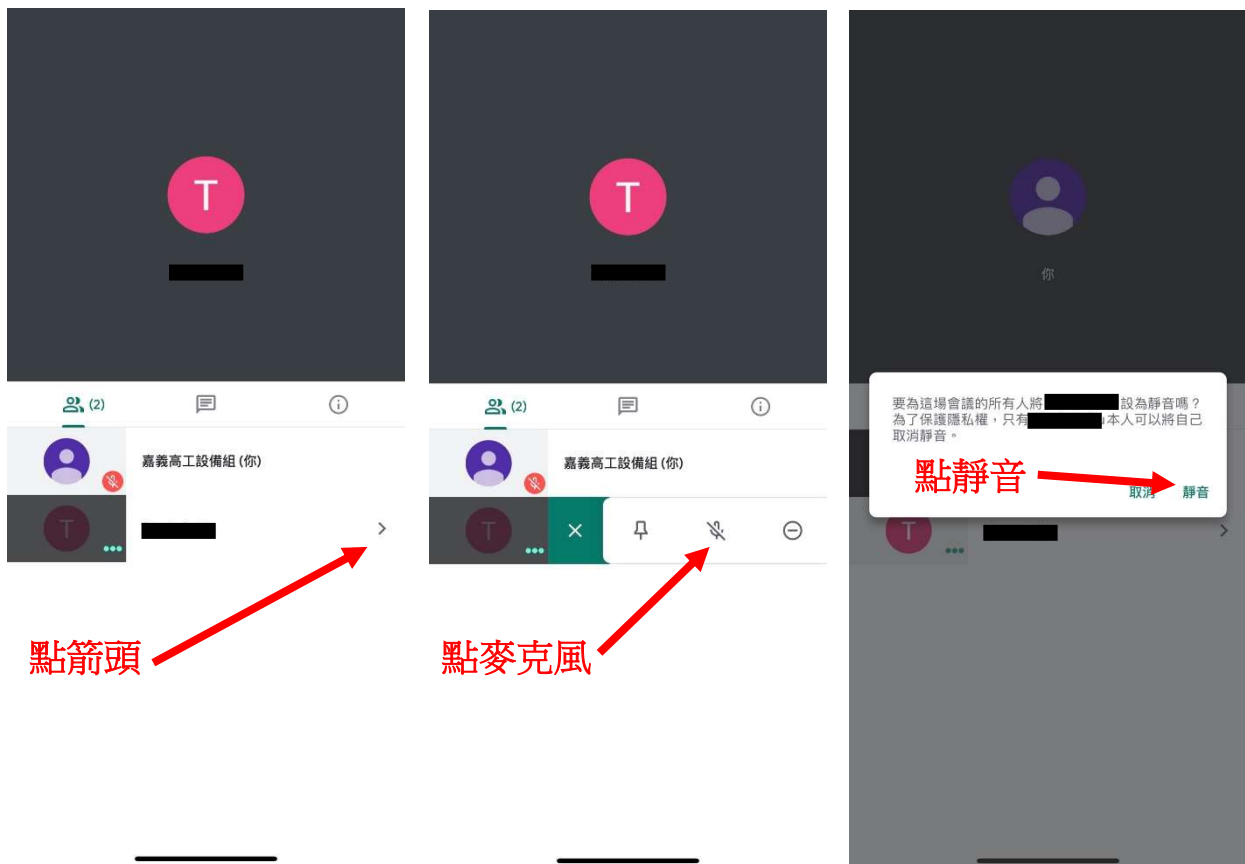 T
(2)
嘉義高工設備組 (你)
T
點箭頭
T
(2)
嘉義高工設備組 (你)
T
點麥克風
你
要為這場會議的所有人將 設為靜音嗎?
為了保護隱私權,只有 本人可以將自己
取消靜音。
點靜音
取消 靜音
T